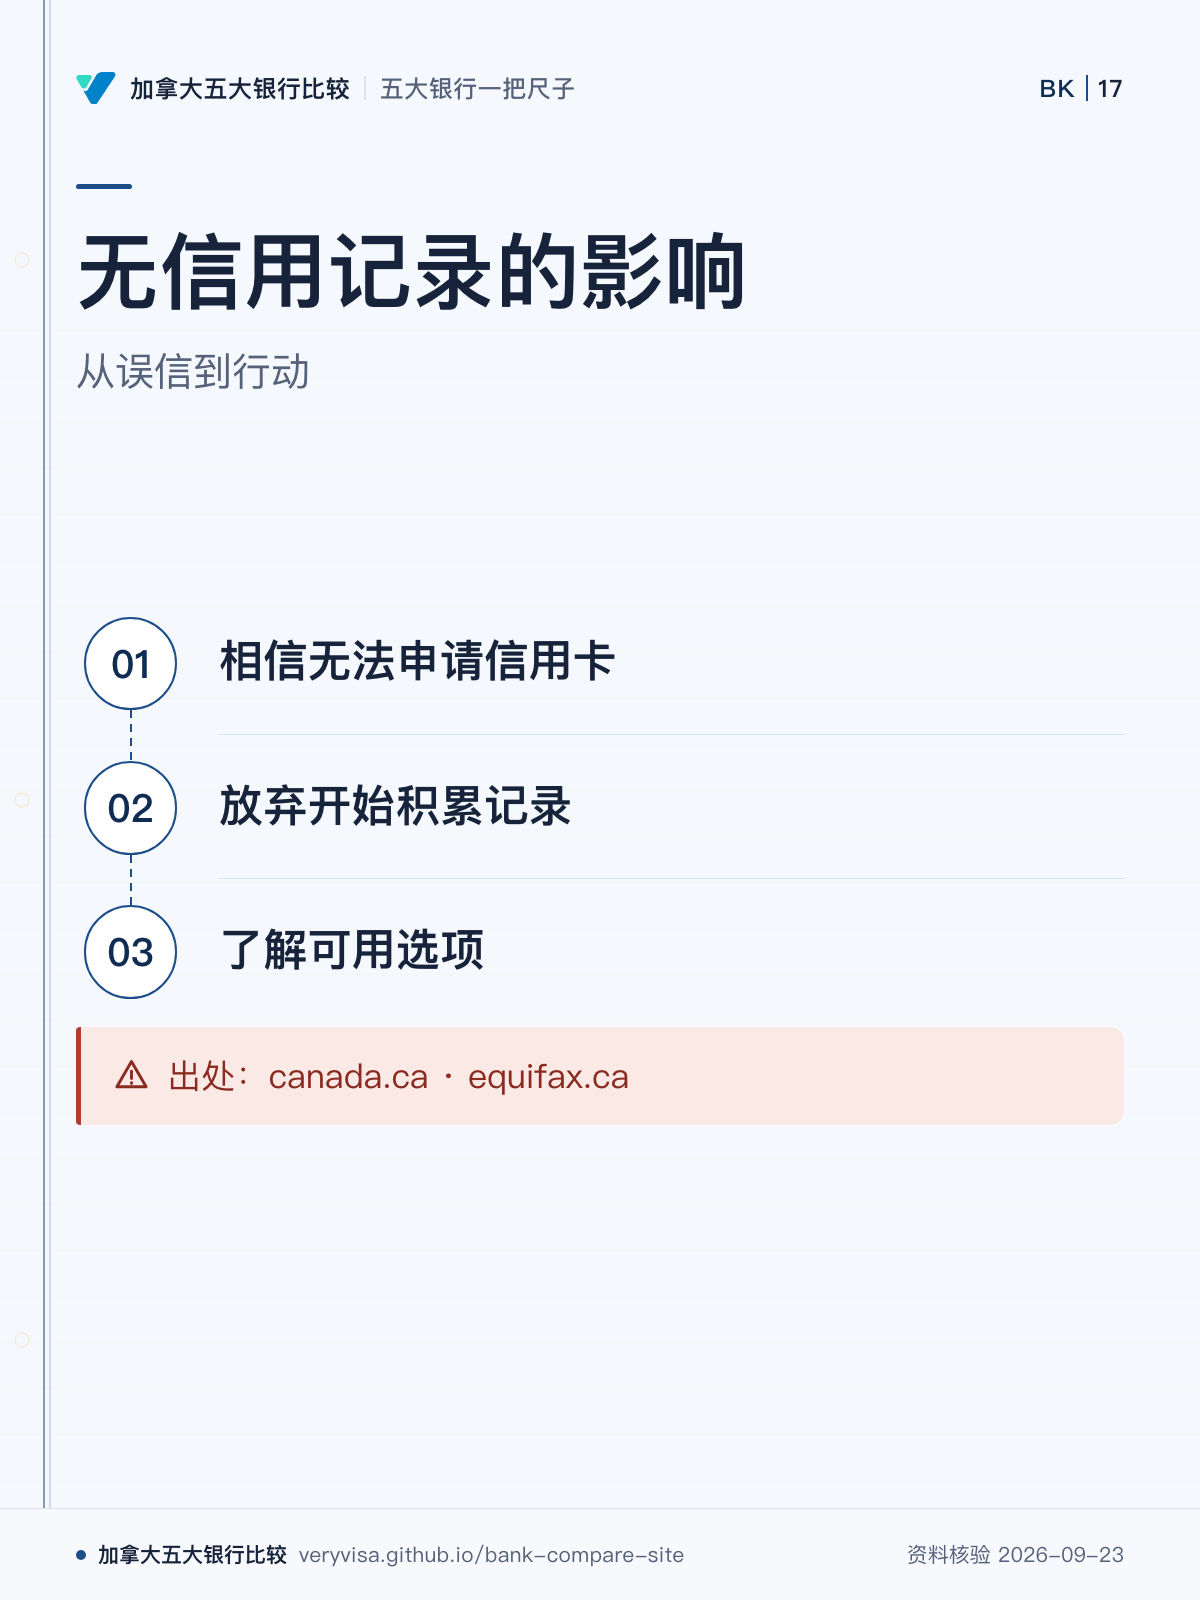 加拿大五大银行比较 五大银行一把尺子 BK 17
无信用记录的影响
从误信到行动
01 相信无法申请信用卡
02 放弃开始积累记录
03 了解可用选项
出处：canada.ca · equifax.ca
加拿大五大银行比较 veryvisa.github.io/bank-compare-site 资料核验 2026-09-23